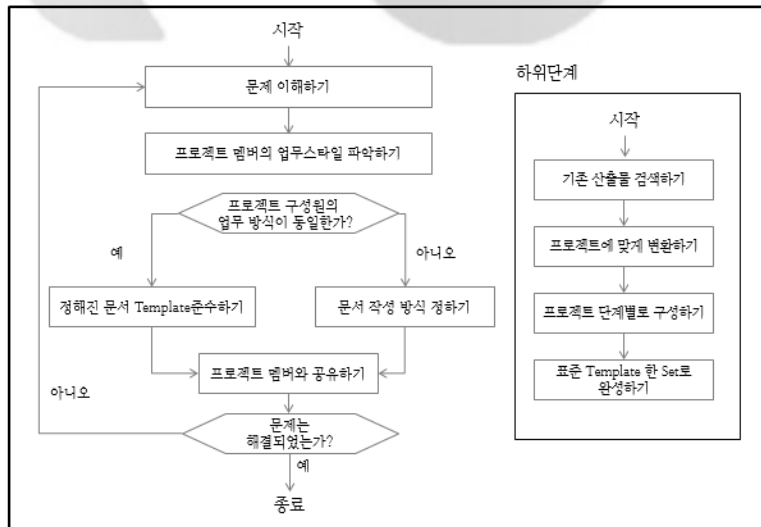 시작
문제 이해하기
프로젝트 멤버의 업무스타일 파악하기
프로젝트 구성원의
업무 방식이 동일한가?
예
아니오
정해진 문서 Template준수하기
문서 작성 방식 정하기
프로젝트 멤버와 공유하기
아니오
문제는
해결되었는가?
예
종료
하위단계
시작
기존 산출물 검색하기
프로젝트에 맞게 변환하기
프로젝트 단계별로 구성하기
표준 Template 한 Set로
완성하기